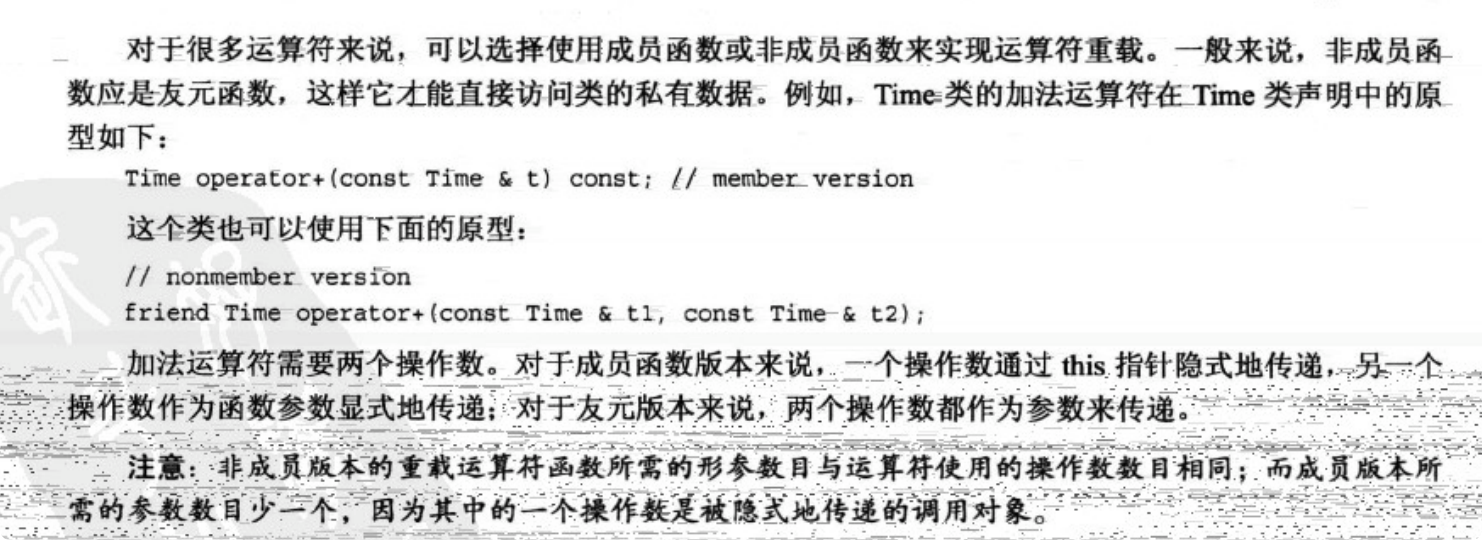 对于很多运算符来说，可以选择使用成员函数或非成员函数来实现运算符重载。一般来说，非成员函
数应是友元函数，这样它才能直接访问类的私有数据。例如，Time 类的加法运算符在 Time 类声明中的原
型如下：
Time operator+(const Time & t) const; // member version
这个类也可以使用下面的原型：
// nonmember version
friend Time operator+(const Time & t1, const Time & t2);
加法运算符需要两个操作数。对于成员函数版本来说，一个操作数通过 this 指针隐式地传递，另一个
操作数作为函数参数显式地传递；对于友元版本来说，两个操作数都作为参数来传递。
注意：非成员版本的重载运算符函数所需的形参数目与运算符使用的操作数数目相同；而成员版本所
需的参数数目少一个，因为其中的一个操作数是被隐式地传递的调用对象。